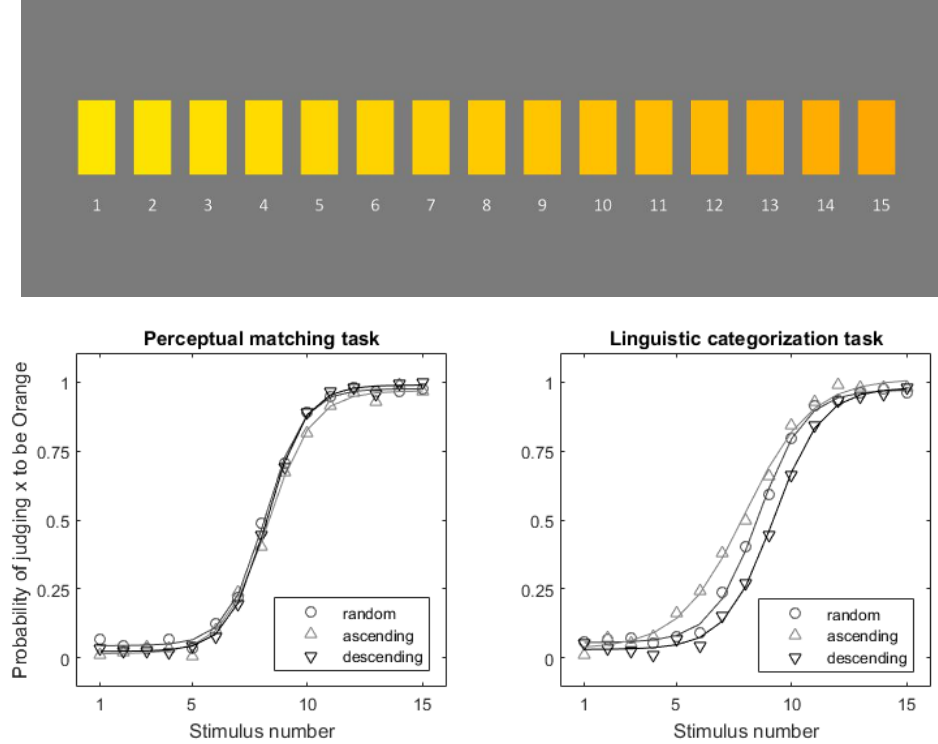 1 2 3 4 5 6 7 8 9 10 11 12 13 14 15
Perceptual matching task
Probability of judging x to be Orange
1
0.75
0.5
0.25
0
random
ascending
descending
1 5 10 15
Stimulus number
Linguistic categorization task
1
0.75
0.5
0.25
0
random
ascending
descending
1 5 10 15
Stimulus number